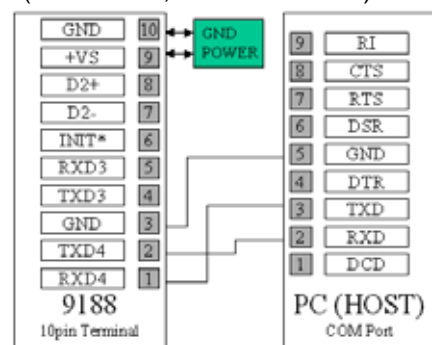 GND 10
+VS 9
D2+ 8
D2- 7
INIT* 6
RXD3 5
TXD3 4
GND 3
TXD4 2
RXD4 1
9188
10pin Terminal
GND
POWER
9 RI
8 CTS
7 RTS
6 DSR
5 GND
4 DTR
3 TXD
2 RXD
1 DCD
PC (HOST)
COM Port